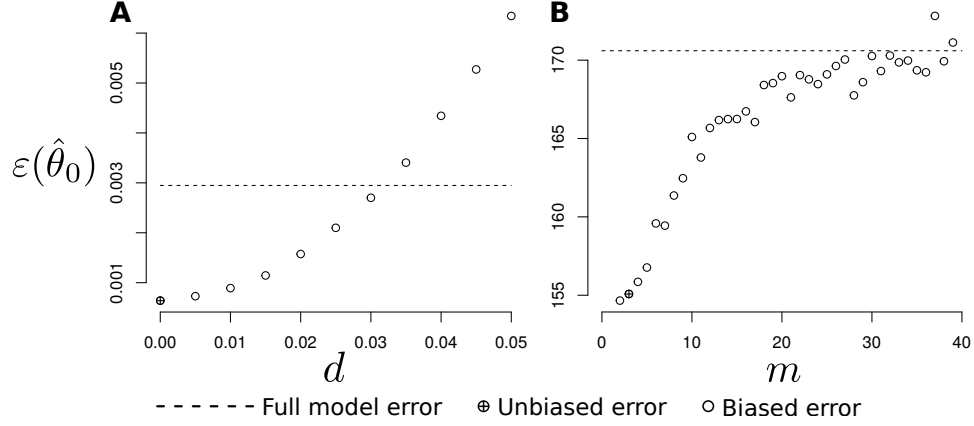 A B
ε(θ̂₀)
0.005
0.003
0.001
0.00 0.01 0.02 0.03 0.04 0.05
d
170
165
160
155
0 10 20 30 40
m
Full model error Unbiased error Biased error